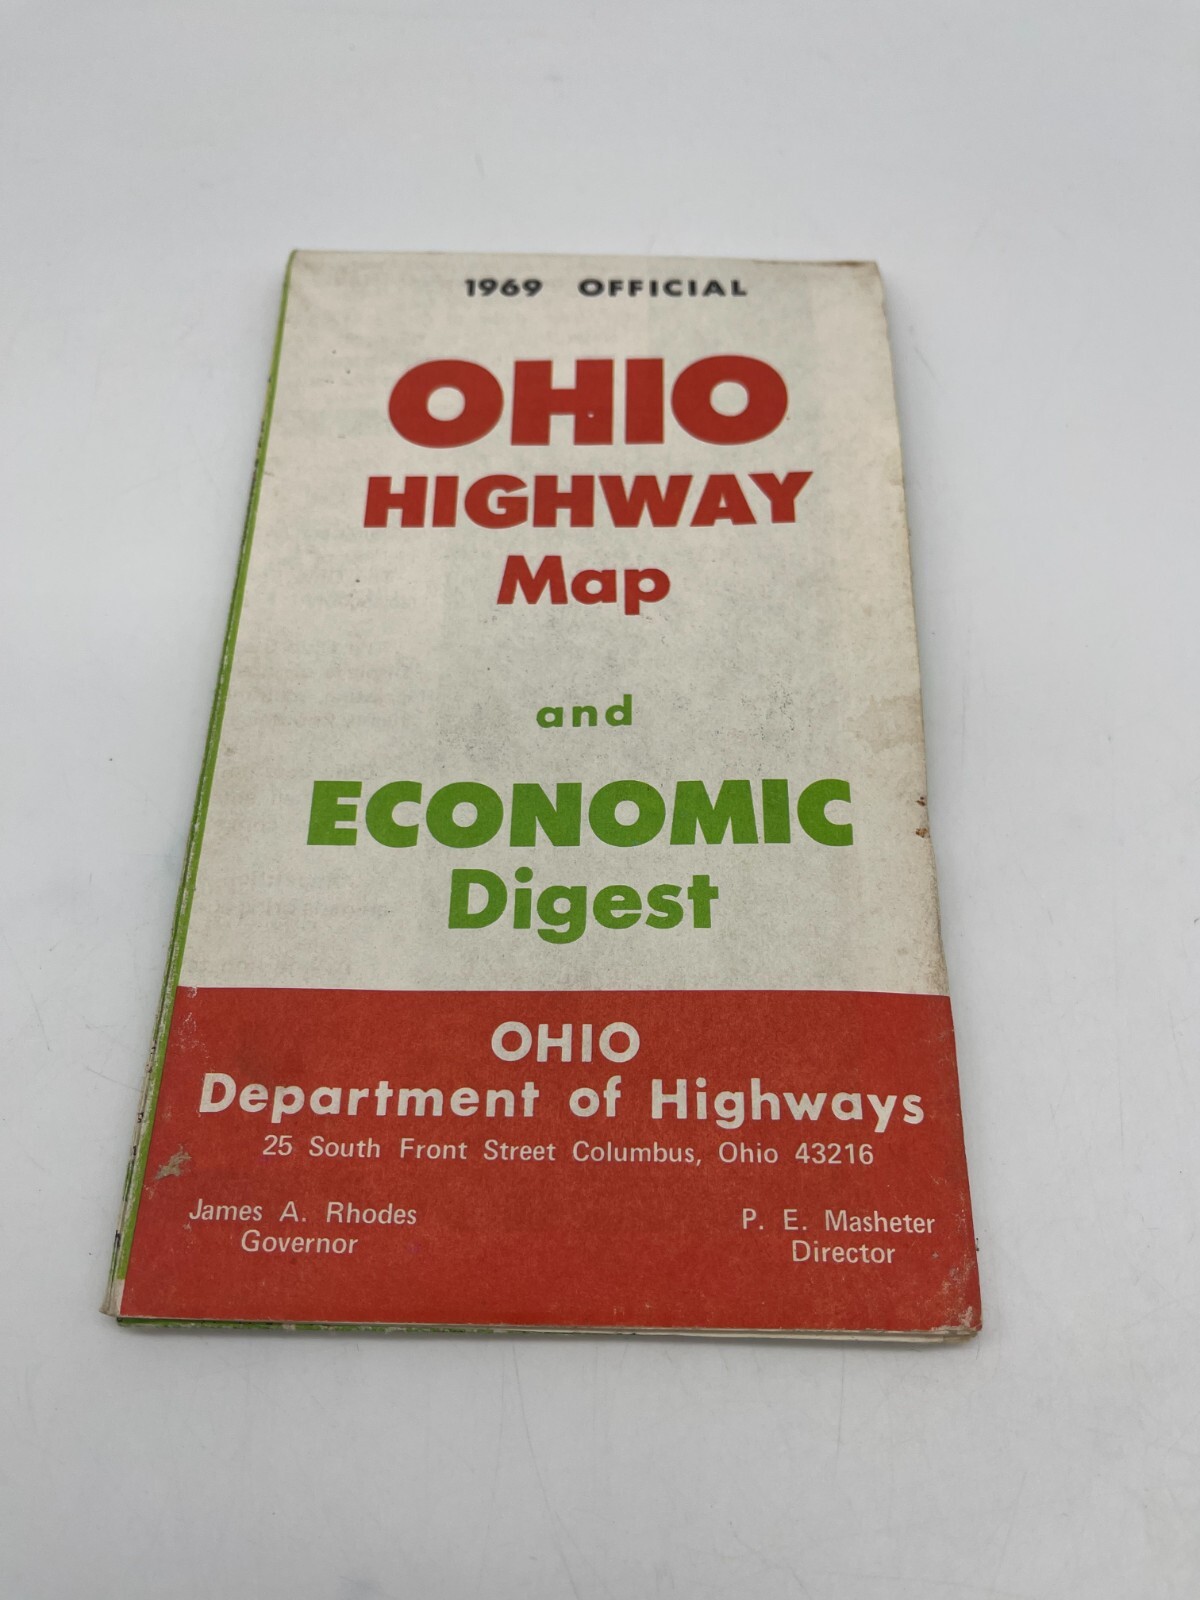 1969 OFFICIAL
OHIO
HIGHWAY
Map
and
ECONOMIC
Digest
OHIO
Department of Highways
25 South Front Street Columbus, Ohio 43216
James A. Rhodes
Governor
P. E. Masheter
Director